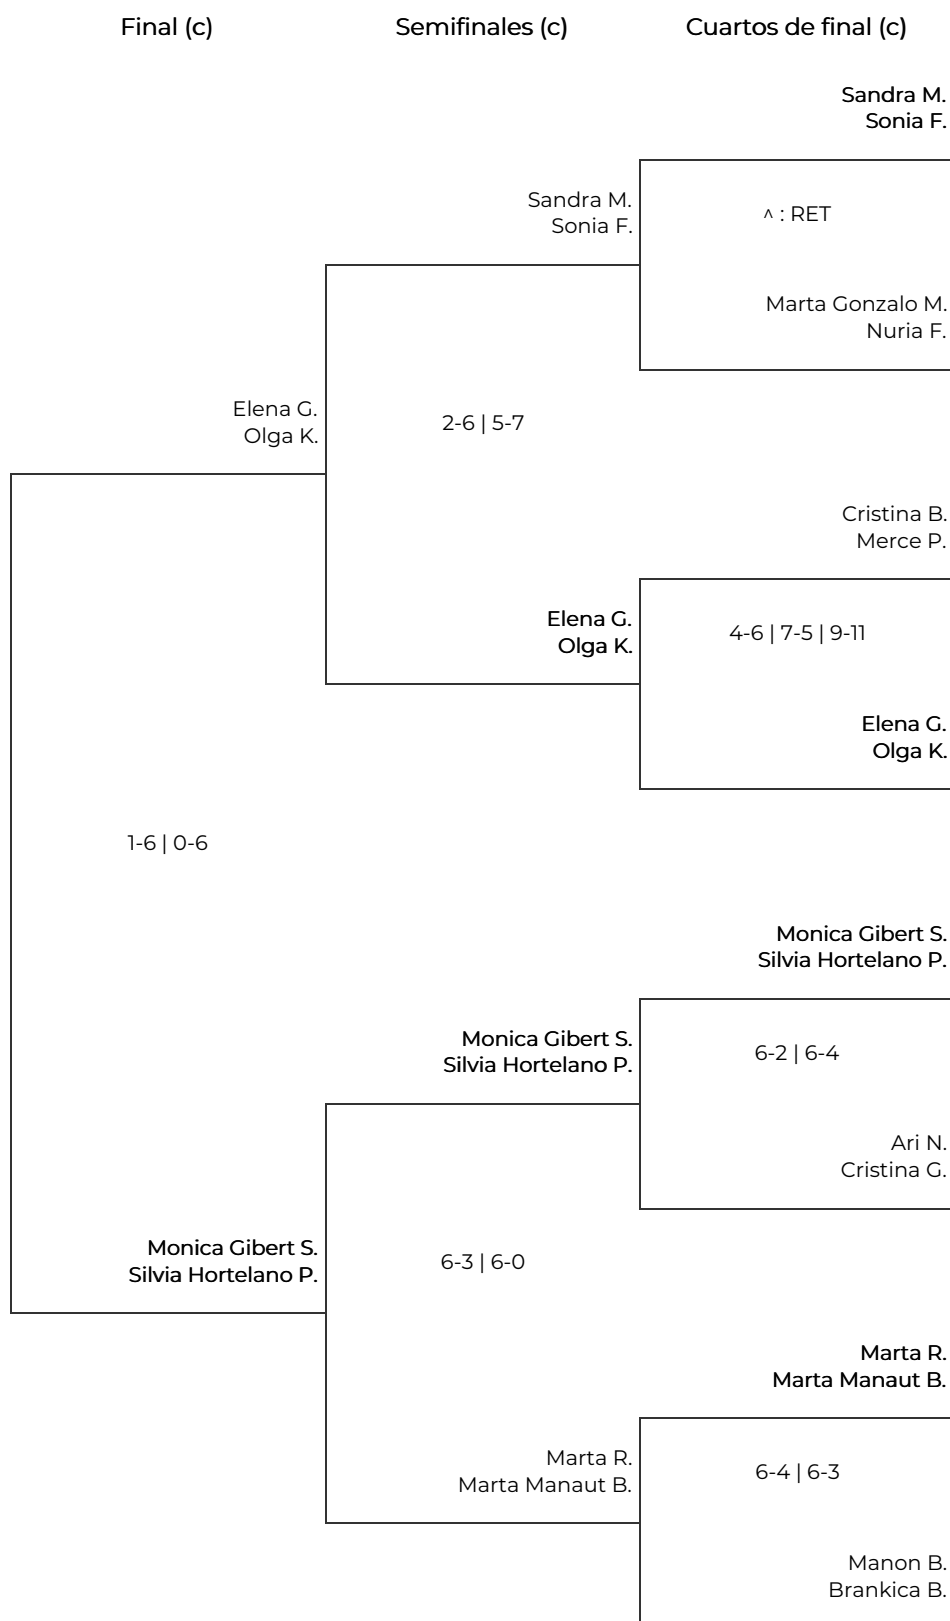 Final (c)
Semifinales (c)
Cuartos de final (c)
Sandra M.
Sonia F.
Sandra M.
Sonia F.
^ : RET
Marta Gonzalo M.
Nuria F.
Elena G.
Olga K.
2-6 | 5-7
Cristina B.
Merce P.
Elena G.
Olga K.
4-6 | 7-5 | 9-11
Elena G.
Olga K.
1-6 | 0-6
Monica Gibert S.
Silvia Hortelano P.
Monica Gibert S.
Silvia Hortelano P.
6-2 | 6-4
Ari N.
Cristina G.
Monica Gibert S.
Silvia Hortelano P.
6-3 | 6-0
Marta R.
Marta Manaut B.
Marta R.
Marta Manaut B.
6-4 | 6-3
Manon B.
Brankica B.